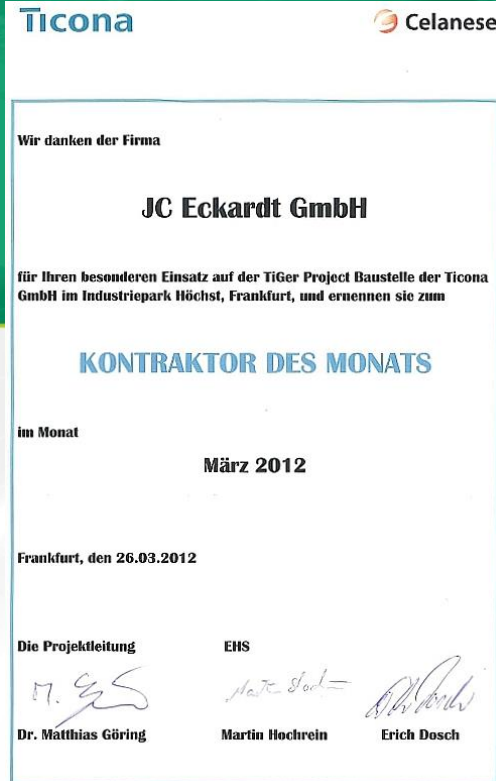 Ticona
Celanese
Wir danken der Firma
JC Eckardt GmbH
für Ihren besonderen Einsatz auf der TiGer Project Baustelle der Ticona
GmbH im Industriepark Höchst, Frankfurt, und ernennen sie zum
KONTRAKTOR DES MONATS
im Monat
März 2012
Frankfurt, den 26.03.2012
Die Projektleitung EHS
Dr. Matthias Göring Martin Hochrein Erich Dosch